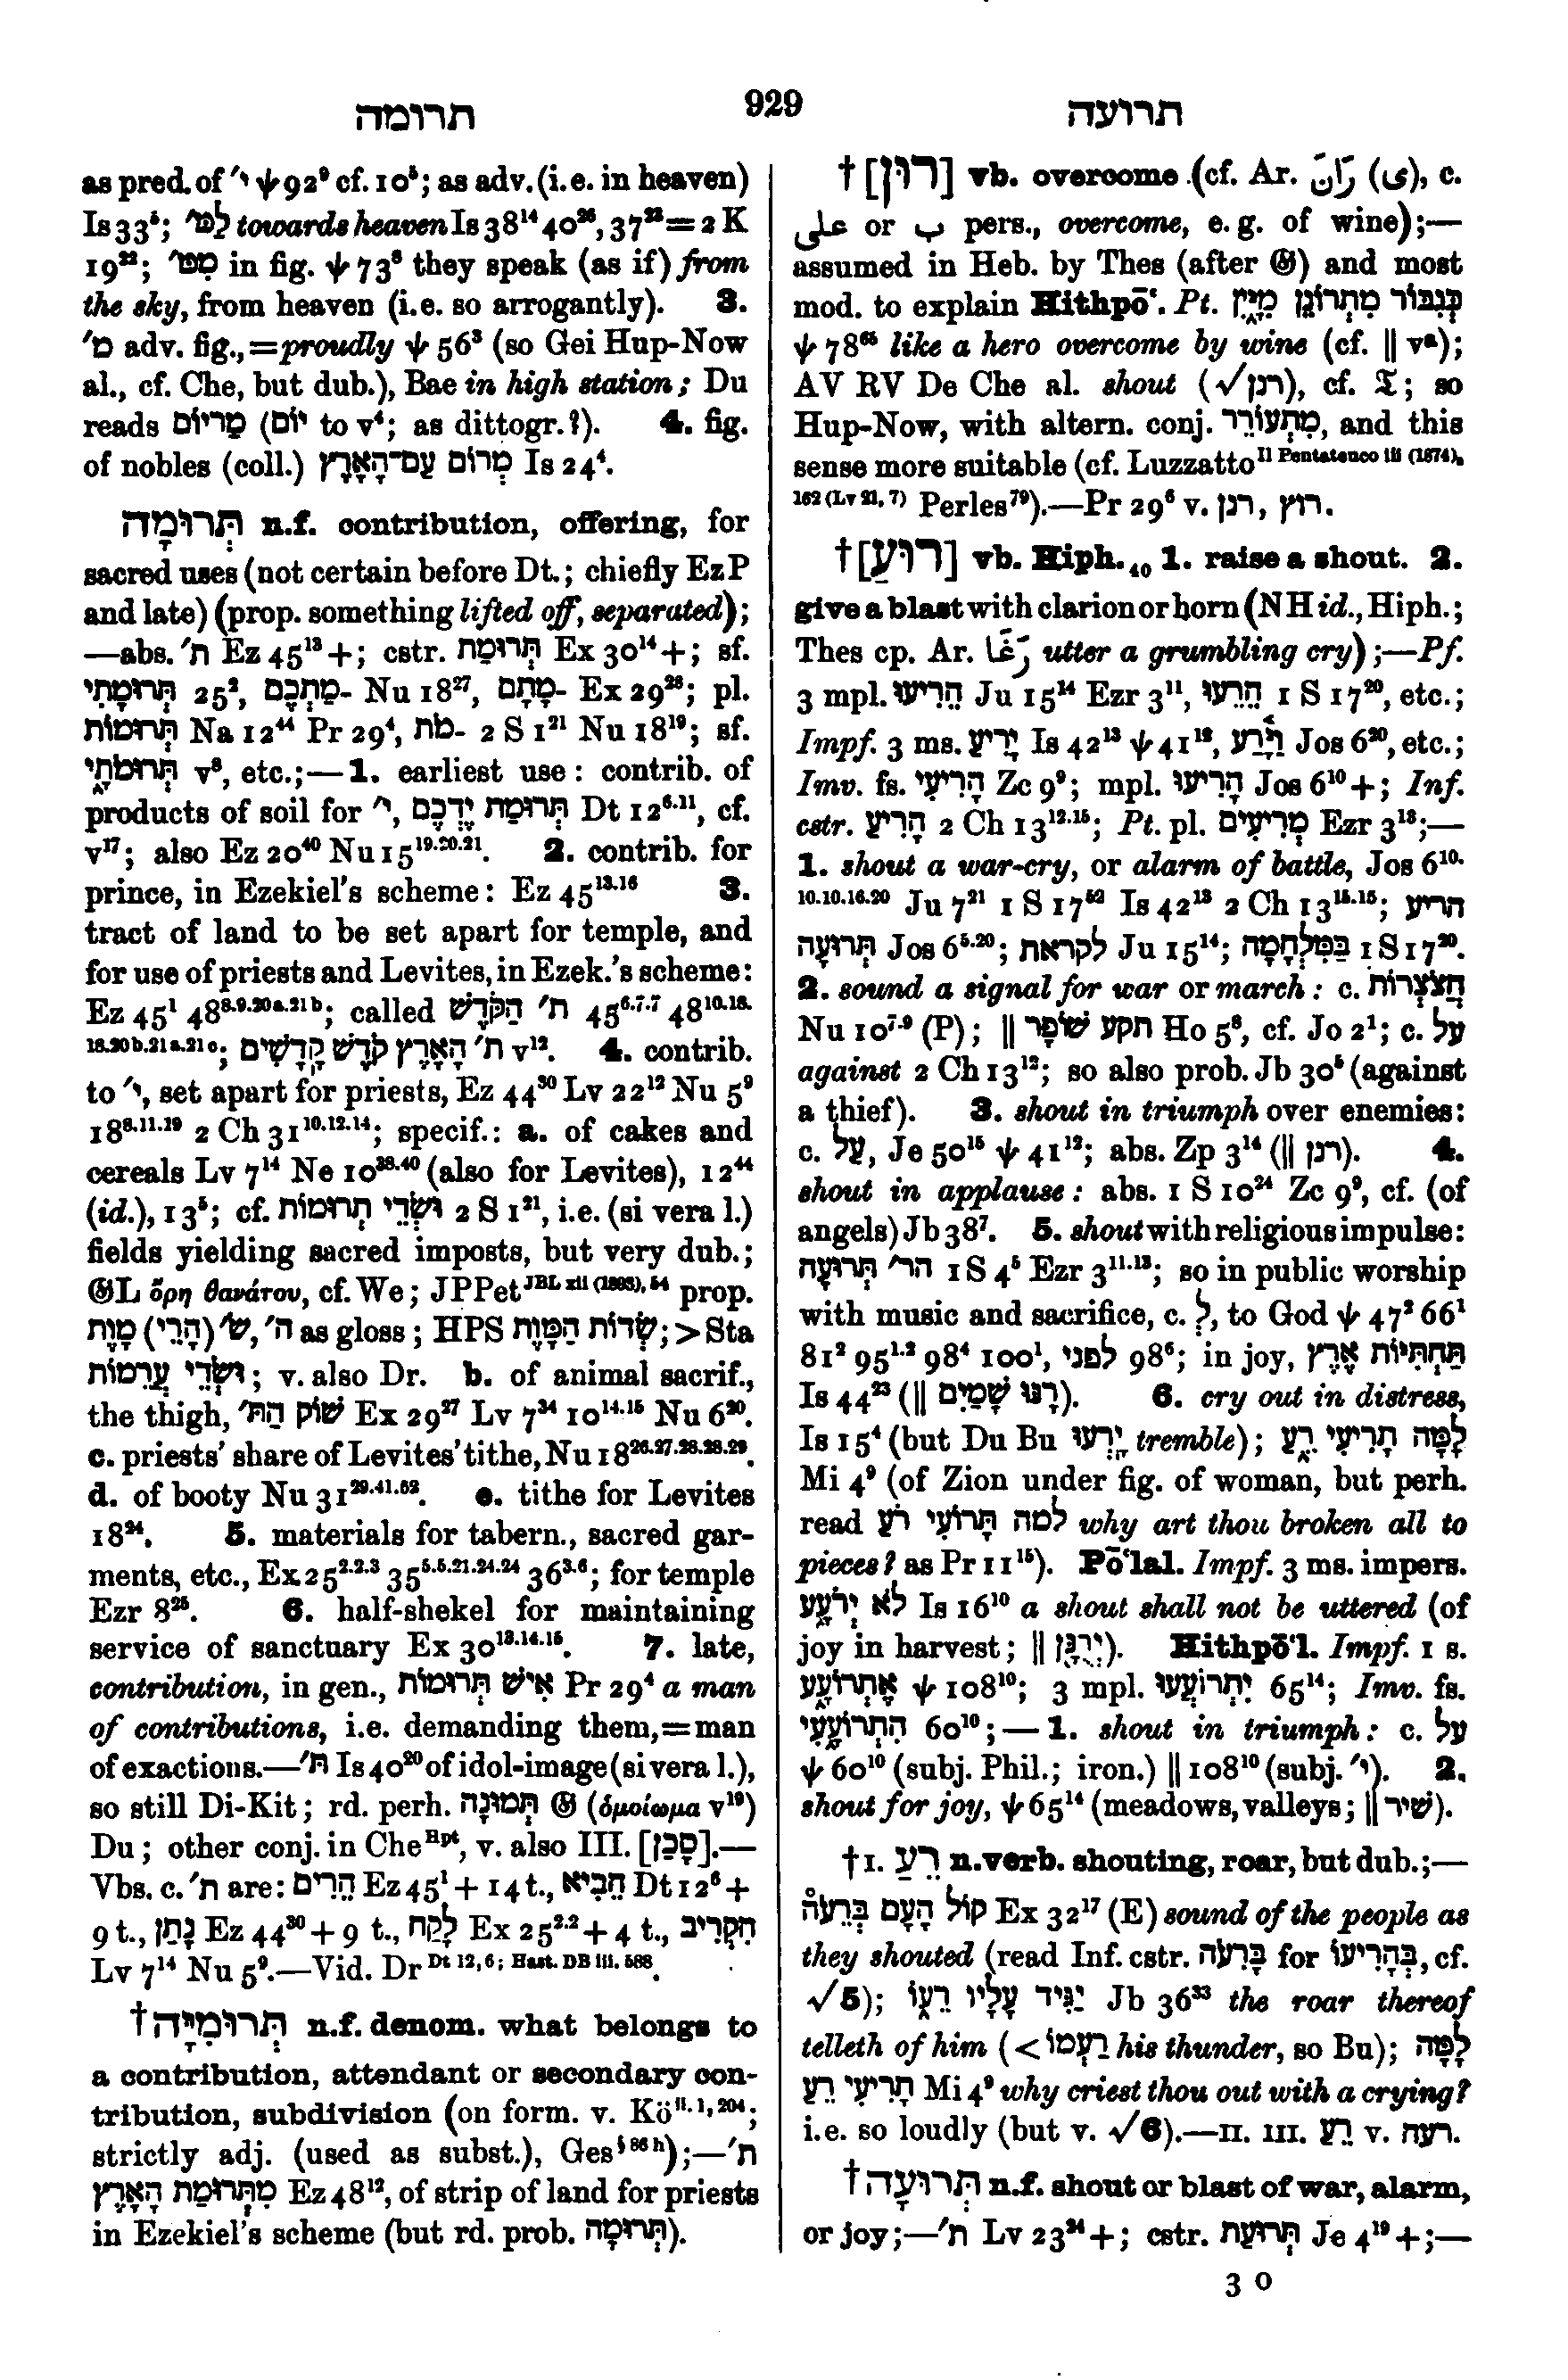 תרומה 929 תרועה
as pred. of י׳ ψ 92⁹ cf. 10⁵; as adv. (i.e. in heaven)
Is 33⁵; לַמּ׳ towards heaven Is 38¹⁴ 40²⁶, 37²³ = 2 K
19²²; מִמּ׳ in fig. ψ 73⁸ they speak (as if) from
the sky, from heaven (i.e. so arrogantly). 3.
מ׳ adv. fig., = proudly ψ 56³ (so Gei Hup-Now
al., cf. Che, but dub.), Bae in high station; Du
reads מָרִיוֹם (יוֹם to v⁴; as dittogr.?). 4. fig.
of nobles (coll.) מְרוֹם עַם־הָאָרֶץ Is 24⁴.
תְּרוּמָה n.f. contribution, offering, for
sacred uses (not certain before Dt.; chiefly Ez P
and late) (prop. something lifted off, separated);
—abs. ת׳ Ez 45¹³ +; cstr. תְּרוּמַת Ex 30¹⁴ +; sf.
תְּרוּמָתִי 25², ‎-מַתְכֶם Nu 18²⁷, ‎-מָתָם Ex 29²⁸; pl.
תְּרוּמוֹת Na 12⁴⁴ Pr 29⁴, ‎-מֹת 2 S 1²¹ Nu 18¹⁹; sf.
תְּרוּמֹתָי v⁸, etc.;—1. earliest use: contrib. of
products of soil for י׳, תְּרוּמַת יֶדְכֶם Dt 12⁶·¹¹, cf.
v¹⁷; also Ez 20⁴⁰ Nu 15¹⁹·²⁰·²¹. 2. contrib. for
prince, in Ezekiel's scheme: Ez 45¹³·¹⁶ 3.
tract of land to be set apart for temple, and
for use of priests and Levites, in Ezek.'s scheme:
Ez 45¹ 48⁸·⁹·²⁰ᵃ·²¹ᵇ; called ת׳ הַקֹּדֶשׁ 45⁶·⁷·⁷ 48¹⁰·¹⁸·
¹⁸·²⁰ᵇ·²¹ᵃ·²¹ᶜ; ת׳ הָאָרֶץ קֹדֶשׁ קָדָשִׁים v¹². 4. contrib.
to י׳, set apart for priests, Ez 44³⁰ Lv 22¹² Nu 5⁹
18⁸·¹¹·¹⁹ 2 Ch 31¹⁰·¹²·¹⁴; specif.: a. of cakes and
cereals Lv 7¹⁴ Ne 10³⁸·⁴⁰ (also for Levites), 12⁴⁴
(id.), 13⁵; cf. וּשְׂדֵי תְרוּמוֹת 2 S 1²¹, i.e. (si vera l.)
fields yielding sacred imposts, but very dub.;
𝔊L ὄρη θανάτου, cf. We; JPPet JBL xii (1893), 54 prop.
ה׳, שׂ׳ (הָרֵי) מָוֶת as gloss; HPS שְׂדוֹת הַמָּוֶת; > Sta
וּשְׂדֵי עֲרֵמוֹת; v. also Dr. b. of animal sacrif.,
the thigh, שׁוֹק הַתּ׳ Ex 29²⁷ Lv 7³⁴ 10¹⁴·¹⁵ Nu 6²⁰.
c. priests' share of Levites' tithe, Nu 18²⁶·²⁷·²⁸·²⁸·²⁹.
d. of booty Nu 31²⁹·⁴¹·⁵². e. tithe for Levites
18²⁴. 5. materials for tabern., sacred gar-
ments, etc., Ex 25²·²·³ 35⁵·⁵·²¹·²⁴·²⁴ 36³·⁶; for temple
Ezr 8²⁵. 6. half-shekel for maintaining
service of sanctuary Ex 30¹³·¹⁴·¹⁵. 7. late,
contribution, in gen., אִישׁ תְּרוּמוֹת Pr 29⁴ a man
of contributions, i.e. demanding them, = man
of exactions.—תּ׳ Is 40²⁰ of idol-image (si vera l.),
so still Di-Kit; rd. perh. תְּמוּנָה 𝔊 (ὁμοίωμα v¹⁹)
Du; other conj. in Che Hpt, v. also III. [סָכַן].—
Vbs. c. ת׳ are: הֵרִים Ez 45¹ + 14 t., הֵבִיא Dt 12⁶ +
9 t., נָתַן Ez 44³⁰ + 9 t., לָקַח Ex 25²·² + 4 t., הִקְרִיב
Lv 7¹⁴ Nu 5⁹.—Vid. Dr Dt 12, 6; Hast. DB iii. 588.
†תְּרוּמִיָּה n.f. denom. what belongs to
a contribution, attendant or secondary con-
tribution, subdivision (on form. v. Kö ii. 1, 204;
strictly adj. (used as subst.), Ges § 86 h);—ת׳
מִתְּרוּמַת הָאָרֶץ Ez 48¹², of strip of land for priests
in Ezekiel's scheme (but rd. prob. תְּרוּמָה).
†[רוּן] vb. overcome (cf. Ar. رَانَ (ى), c.
على or ب pers., overcome, e.g. of wine);—
assumed in Heb. by Thes (after 𝔊) and most
mod. to explain Hithpōʿ. Pt. כְּגִבּוֹר מִתְרוֹנֵן מִיָּיִן
ψ 78⁶⁵ like a hero overcome by wine (cf. ‖ vᵃ);
AV RV De Che al. shout (√רנן), cf. 𝔗; so
Hup-Now, with altern. conj. מִתְעוֹרֵר, and this
sense more suitable (cf. Luzzatto Il Pentateuco iii (1874),
162 (Lv 21, 7) Perles⁷⁹).—Pr 29⁶ v. רנן, רוץ.
†[רוּעַ] vb. Hiph.₄₀ 1. raise a shout. 2.
give a blast with clarion or horn (NH id., Hiph.;
Thes cp. Ar. رَغَا utter a grumbling cry);—Pf.
3 mpl. הֵרִיעוּ Ju 15¹⁴ Ezr 3¹¹, הֵרֵעוּ 1 S 17²⁰, etc.;
Impf. 3 ms. יָרִיעַ Is 42¹³ ψ 41¹², וַיָּרַע Jos 6²⁰, etc.;
Imv. fs. הָרִיעִי Zc 9⁹; mpl. הָרִיעוּ Jos 6¹⁰ +; Inf.
cstr. הָרִיעַ 2 Ch 13¹²·¹⁵; Pt. pl. מְרִיעִים Ezr 3¹³;—
1. shout a war-cry, or alarm of battle, Jos 6¹⁰·
¹⁰·¹⁰·¹⁶·²⁰ Ju 7²¹ 1 S 17⁵² Is 42¹³ 2 Ch 13¹⁵·¹⁵; הריע
תְּרוּעָה Jos 6⁵·²⁰; לקראת Ju 15¹⁴; בַּמִּלְחָמָה 1 S 17²⁰.
2. sound a signal for war or march: c. חֲצֹצְרוֹת
Nu 10⁷·⁹ (P); ‖ תקע שׁוֹפָר Ho 5⁸, cf. Jo 2¹; c. על
against 2 Ch 13¹²; so also prob. Jb 30⁵ (against
a thief). 3. shout in triumph over enemies:
c. על, Je 50¹⁵ ψ 41¹²; abs. Zp 3¹⁴ (‖ רנן). 4.
shout in applause: abs. 1 S 10²⁴ Zc 9⁹, cf. (of
angels) Jb 38⁷. 5. shout with religious impulse:
הר׳ תְּרוּעָה 1 S 4⁵ Ezr 3¹¹·¹³; so in public worship
with music and sacrifice, c. לְ, to God ψ 47² 66¹
81² 95¹·² 98⁴ 100¹, לפני 98⁶; in joy, תַּחְתִּיּוֹת אָרֶץ
Is 44²³ (‖ רָנּוּ שָׁמַיִם). 6. cry out in distress,
Is 15⁴ (but Du Bu יָרְעוּ tremble); לָמָּה תָרִיעִי רֵעַ
Mi 4⁹ (of Zion under fig. of woman, but perh.
read למה תָּרוֹעִי רֹעַ why art thou broken all to
pieces? as Pr 11¹⁵). Pōʿlal. Impf. 3 ms. impers.
לֹא יְרֹעָע Is 16¹⁰ a shout shall not be uttered (of
joy in harvest; ‖ יְרֻנָּן). Hithpōʿl. Impf. 1 s.
אֶתְרוֹעָע ψ 108¹⁰; 3 mpl. יִתְרוֹעֲעוּ 65¹⁴; Imv. fs.
הִתְרוֹעָעִי 60¹⁰;—1. shout in triumph: c. על
ψ 60¹⁰ (subj. Phil.; iron.) ‖ 108¹⁰ (subj. י׳). 2.
shout for joy, ψ 65¹⁴ (meadows, valleys; ‖ שׁיר).
†I. רֵעַ n.verb. shouting, roar, but dub.;—
קוֹל הָעָם בְּרֵעֹה Ex 32¹⁷ (E) sound of the people as
they shouted (read Inf. cstr. בָּרֵעֹה for בְּהָרִיעוֹ, cf.
√5); יַגִּיד עָלָיו רֵעוֹ Jb 36³³ the roar thereof
telleth of him (< רַעְמוֹ his thunder, so Bu); לָמָּה
תָרִיעִי רֵעַ Mi 4⁹ why criest thou out with a crying?
i.e. so loudly (but v. √6).—II. III. רֵעַ v. רעה.
†תְּרוּעָה n.f. shout or blast of war, alarm,
or joy;—ת׳ Lv 23²⁴ +; cstr. תְּרוּעַת Je 4¹⁹ +;—
3 O